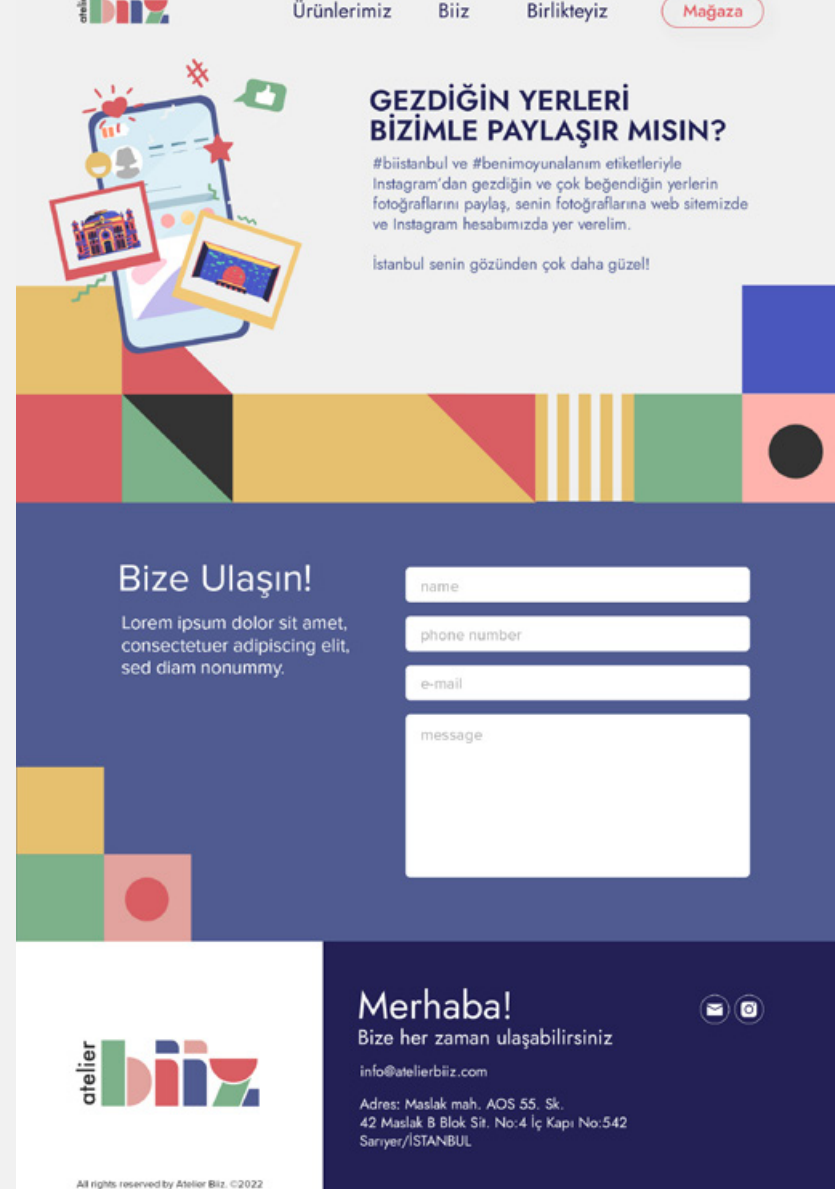 atelier
biiz
Ürünlerimiz
Biiz
Birlikteyiz
Mağaza
GEZDİĞİN YERLERİ
BİZİMLE PAYLAŞIR MISIN?
#biistanbul ve #benimoyunalanım etiketleriyle
Instagram'dan gezdiğin ve çok beğendiğin yerlerin
fotoğraflarını paylaş, senin fotoğraflarına web sitemizde
ve Instagram hesabımızda yer verelim.
İstanbul senin gözünden çok daha güzel!
Bize Ulaşın!
Lorem ipsum dolor sit amet,
consectetuer adipiscing elit,
sed diam nonummy.
name
phone number
e-mail
message
atelier
biiz
Merhaba!
Bize her zaman ulaşabilirsiniz
info@atelierbiiz.com
Adres: Maslak mah. AOS 55. Sk.
42 Maslak B Blok Sit. No:4 İç Kapı No:542
Sarıyer/İSTANBUL
All rights reserved by Atelier Biiz. ©2022